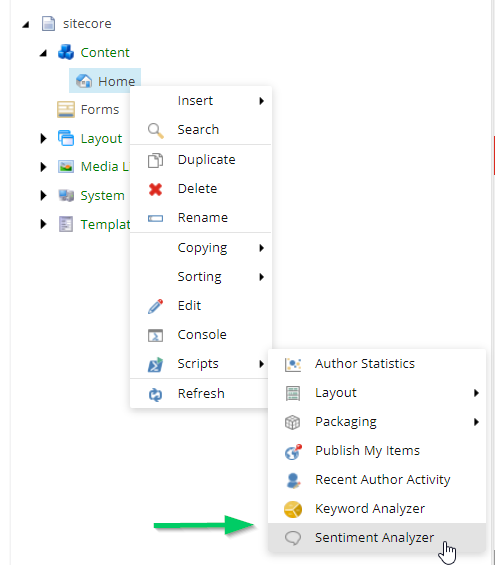 sitecore
Content
Home
Forms
Layout
Media L
System
Templat
Insert
Search
Duplicate
Delete
Rename
Copying
Sorting
Edit
Console
Scripts
Refresh
Author Statistics
Layout
Packaging
Publish My Items
Recent Author Activity
Keyword Analyzer
Sentiment Analyzer